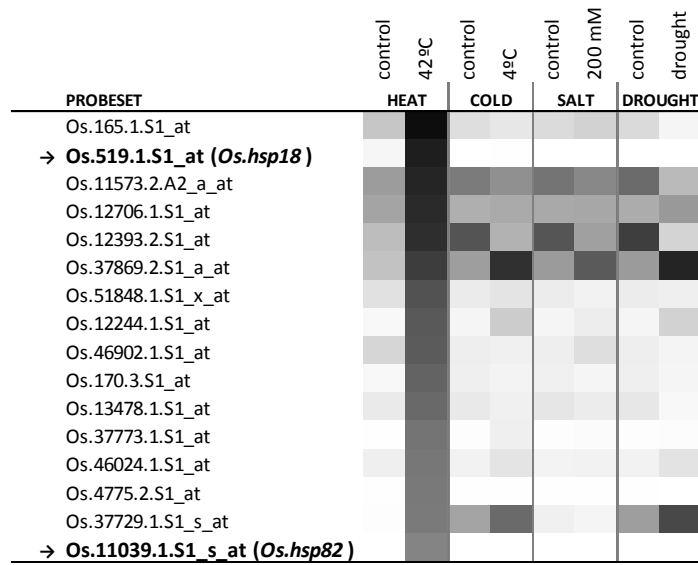 control 42ºC control 4ºC control 200 mM control drought
PROBESET HEAT COLD SALT DROUGHT
Os.165.1.S1_at
→ Os.519.1.S1_at (Os.hsp18 )
Os.11573.2.A2_a_at
Os.12706.1.S1_at
Os.12393.2.S1_at
Os.37869.2.S1_a_at
Os.51848.1.S1_x_at
Os.12244.1.S1_at
Os.46902.1.S1_at
Os.170.3.S1_at
Os.13478.1.S1_at
Os.37773.1.S1_at
Os.46024.1.S1_at
Os.4775.2.S1_at
Os.37729.1.S1_s_at
→ Os.11039.1.S1_s_at (Os.hsp82 )